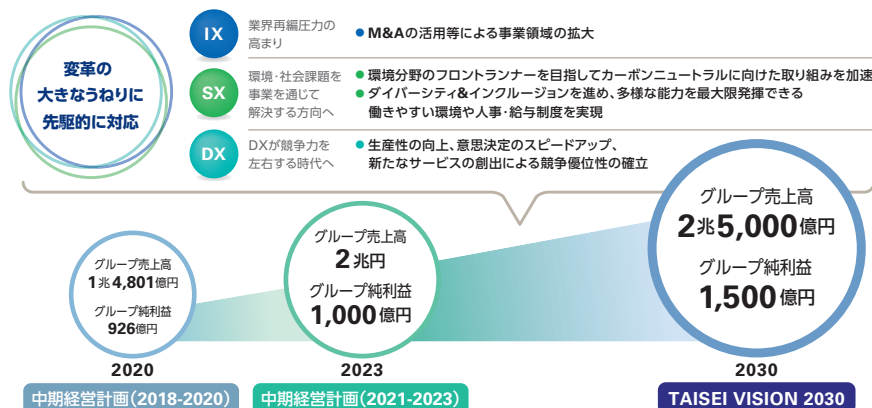 変革の
大きなうねりに
先駆的に対応
IX
業界再編圧力の
高まり
●M&Aの活用等による事業領域の拡大
SX
環境・社会課題を
事業を通じて
解決する方向へ
●環境分野のフロントランナーを目指してカーボンニュートラルに向けた取り組みを加速
●ダイバーシティ&インクルージョンを進め、多様な能力を最大限発揮できる
働きやすい環境や人事・給与制度を実現
DX
DXが競争力を
左右する時代へ
●生産性の向上、意思決定のスピードアップ、
新たなサービスの創出による競争優位性の確立
グループ売上高
1兆4,801億円
グループ純利益
926億円
2020
中期経営計画(2018-2020)
グループ売上高
2兆円
グループ純利益
1,000億円
2023
中期経営計画(2021-2023)
グループ売上高
2兆5,000億円
グループ純利益
1,500億円
2030
TAISEI VISION 2030